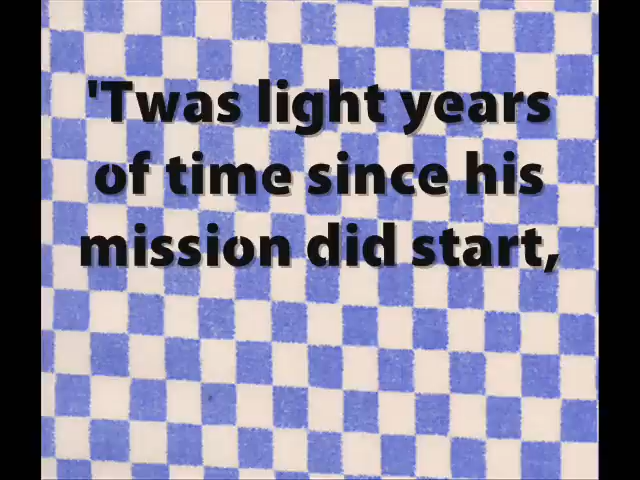 'Twas light years
of time since his
mission did start,